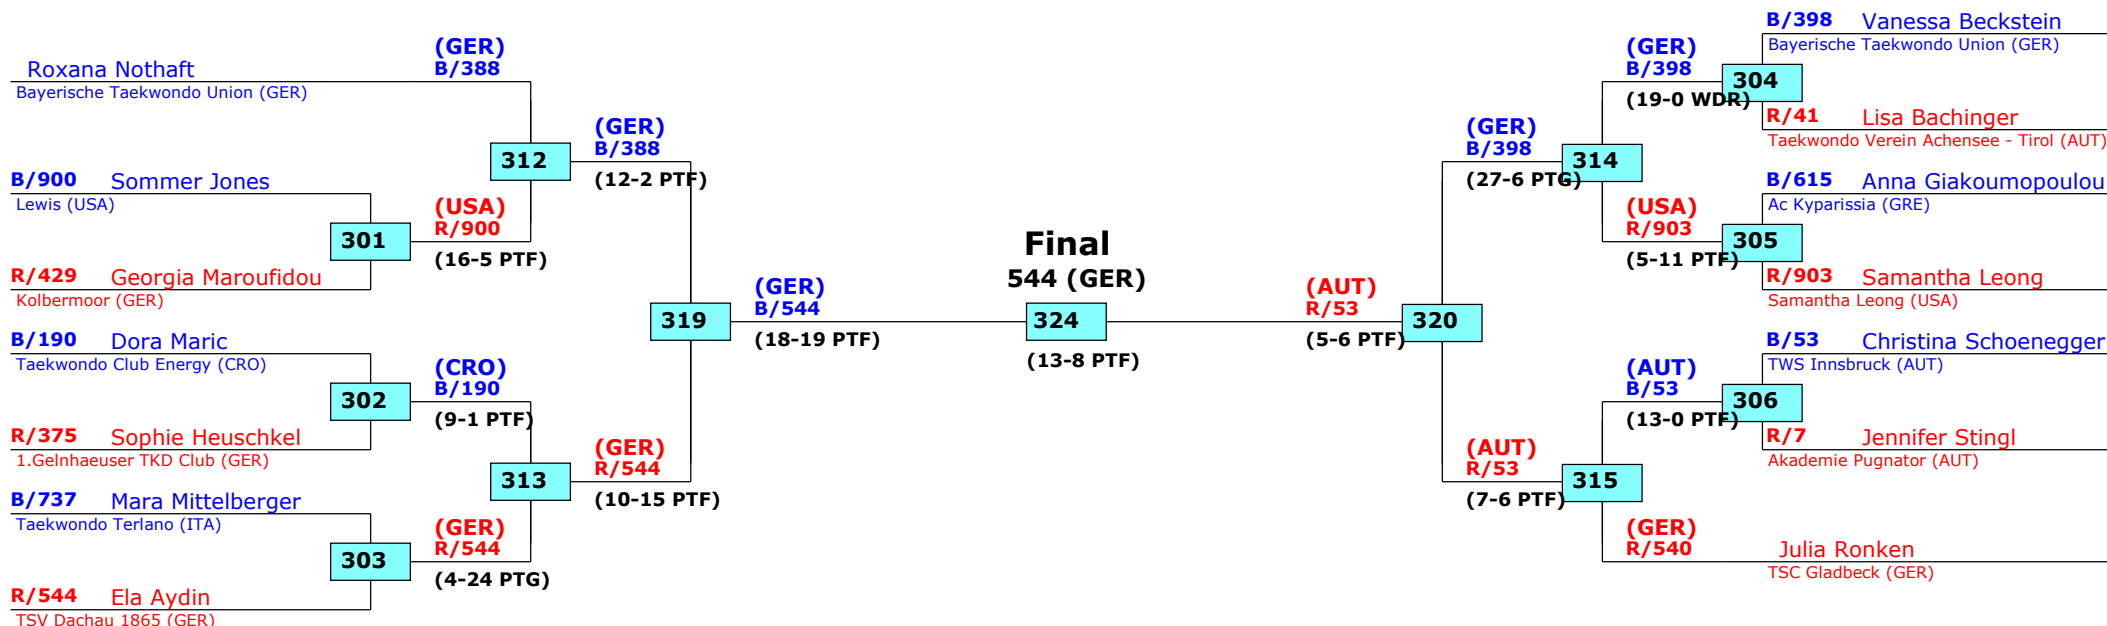 Roxana Nothaft
Bayerische Taekwondo Union (GER)
B/900 Sommer Jones
Lewis (USA)
R/429 Georgia Maroufidou
Kolbermoor (GER)
B/190 Dora Maric
Taekwondo Club Energy (CRO)
R/375 Sophie Heuschkel
1.Gelnhaeuser TKD Club (GER)
B/737 Mara Mittelberger
Taekwondo Terlano (ITA)
R/544 Ela Aydin
TSV Dachau 1865 (GER)
301
302
303
(GER)
B/388
(USA)
R/900
(16-5 PTF)
(CRO)
B/190
(9-1 PTF)
(GER)
R/544
(4-24 PTG)
312
313
(GER)
B/388
(12-2 PTF)
(GER)
R/544
(10-15 PTF)
319
(GER)
B/544
(18-19 PTF)
Final
544 (GER)
324
(13-8 PTF)
(AUT)
R/53
(5-6 PTF)
320
(GER)
B/398
(27-6 PTG)
(AUT)
R/53
(7-6 PTF)
314
315
(GER)
B/398
(19-0 WDR)
(USA)
R/903
(5-11 PTF)
(AUT)
B/53
(13-0 PTF)
(GER)
R/540
304
305
306
B/398 Vanessa Beckstein
Bayerische Taekwondo Union (GER)
R/41 Lisa Bachinger
Taekwondo Verein Achensee - Tirol (AUT)
B/615 Anna Giakoumopoulou
Ac Kyparissia (GRE)
R/903 Samantha Leong
Samantha Leong (USA)
B/53 Christina Schoenegger
TWS Innsbruck (AUT)
R/7 Jennifer Stingl
Akademie Pugnator (AUT)
Julia Ronken
TSC Gladbeck (GER)